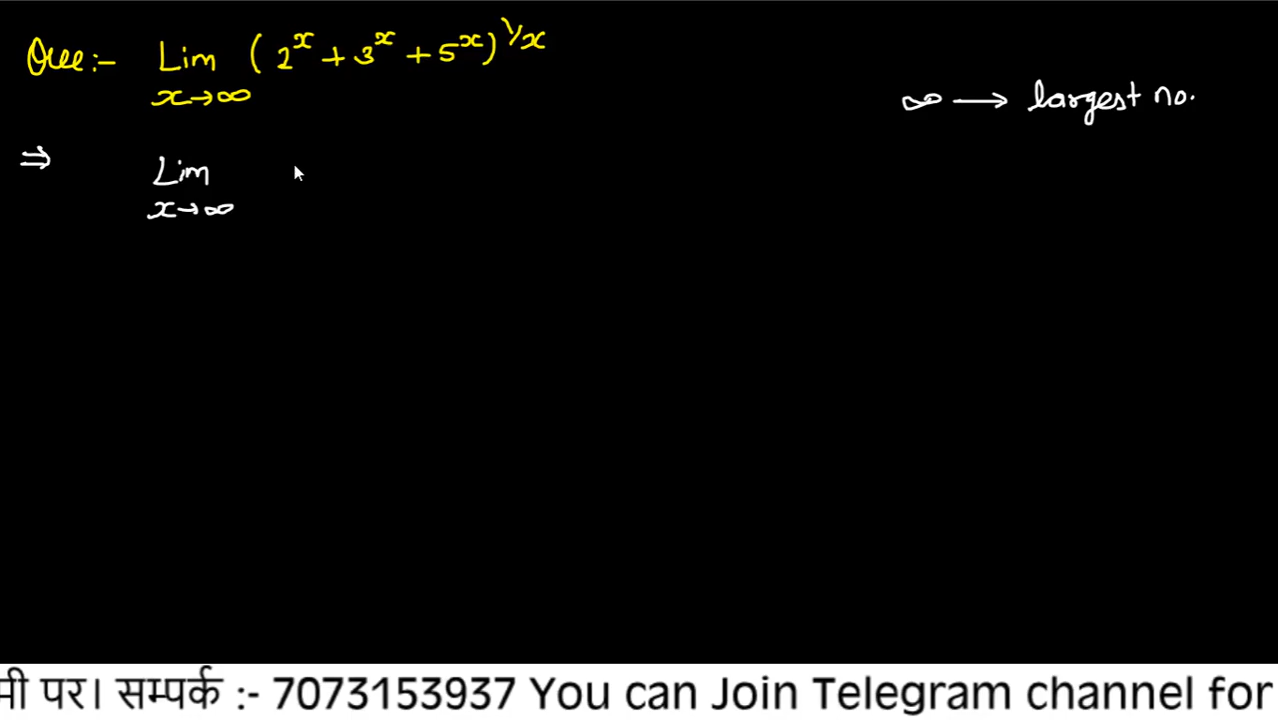 Que:- Lim (2^x + 3^x + 5^x)^1/x
x→∞
∞ → largest no.
⇒ Lim
x→∞
मी पर। सम्पर्क :- 7073153937 You can Join Telegram channel for